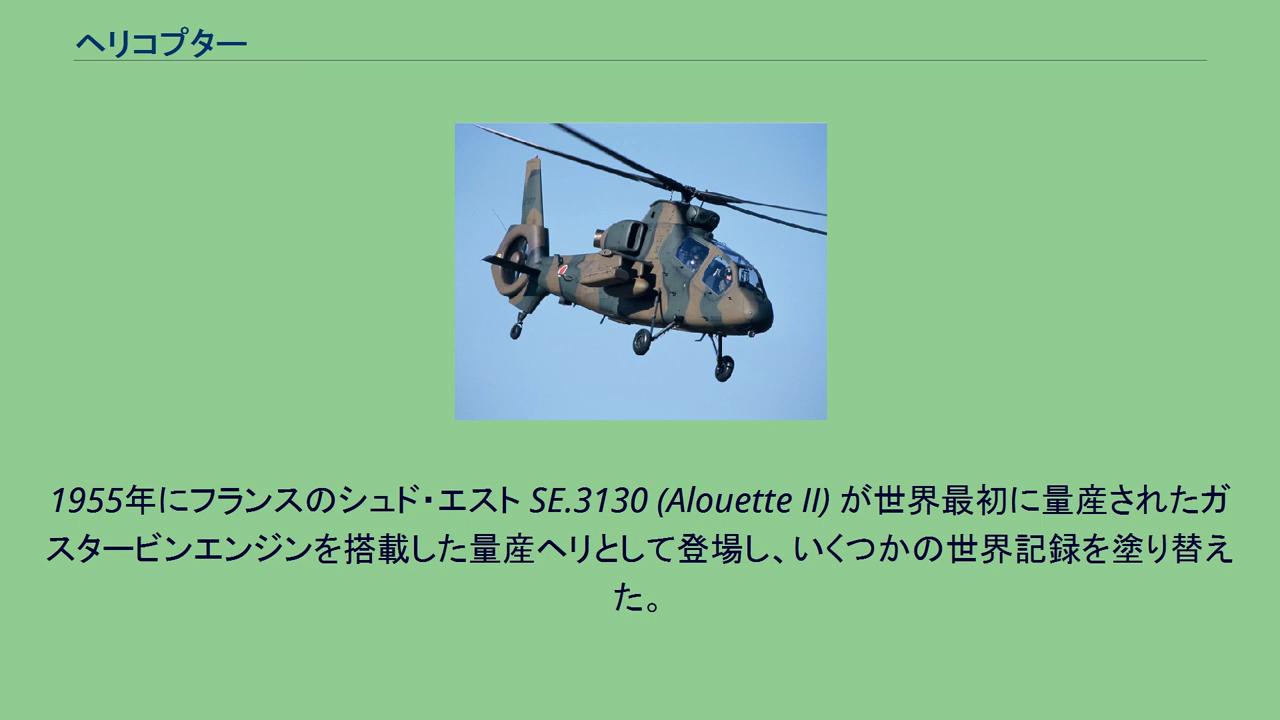 ヘリコプター
1955年にフランスのシュド・エスト SE.3130 (Alouette II) が世界最初に量産されたガ
スタービンエンジンを搭載した量産ヘリとして登場し、いくつかの世界記録を塗り替え
た。